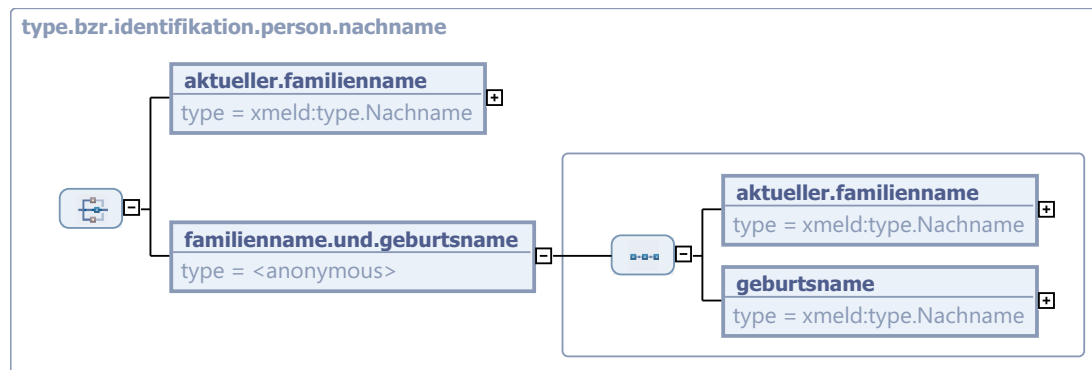 type.bzr.identifikation.person.nachname
aktueller.familienname
type = xmeld:type.Nachname
familienname.und.geburtsname
type = <anonymous>
aktueller.familienname
type = xmeld:type.Nachname
geburtsname
type = xmeld:type.Nachname